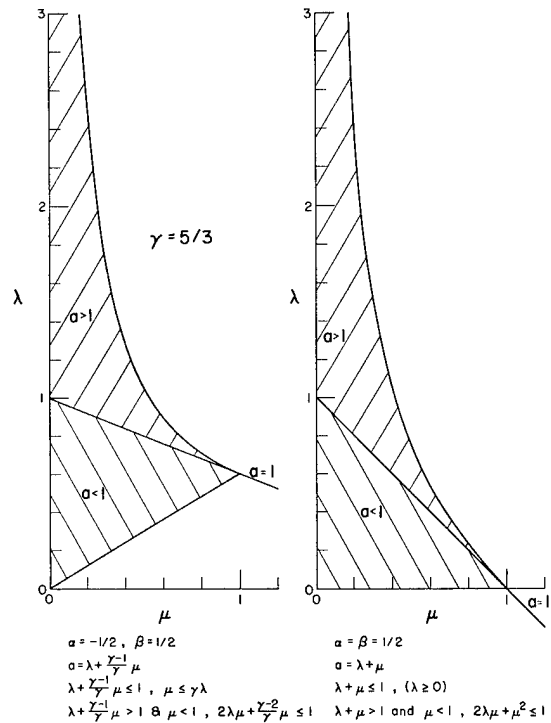 3
3
γ = 5/3
2
2
λ
λ
a>1
a>1
1
1
a=1
a<1
a<1
a=1
0
0
0
1
0
1
μ
μ
α = -1/2 , β = 1/2
a = λ + γ-1/γ μ
λ + γ-1/γ μ ≤ 1 , μ ≤ γλ
λ + γ-1/γ μ > 1 & μ < 1 , 2λμ + γ-2/γ μ ≤ 1
α = β = 1/2
a = λ + μ
λ + μ ≤ 1 , (λ ≥ 0)
λ + μ > 1 and μ < 1 , 2λμ + μ² ≤ 1